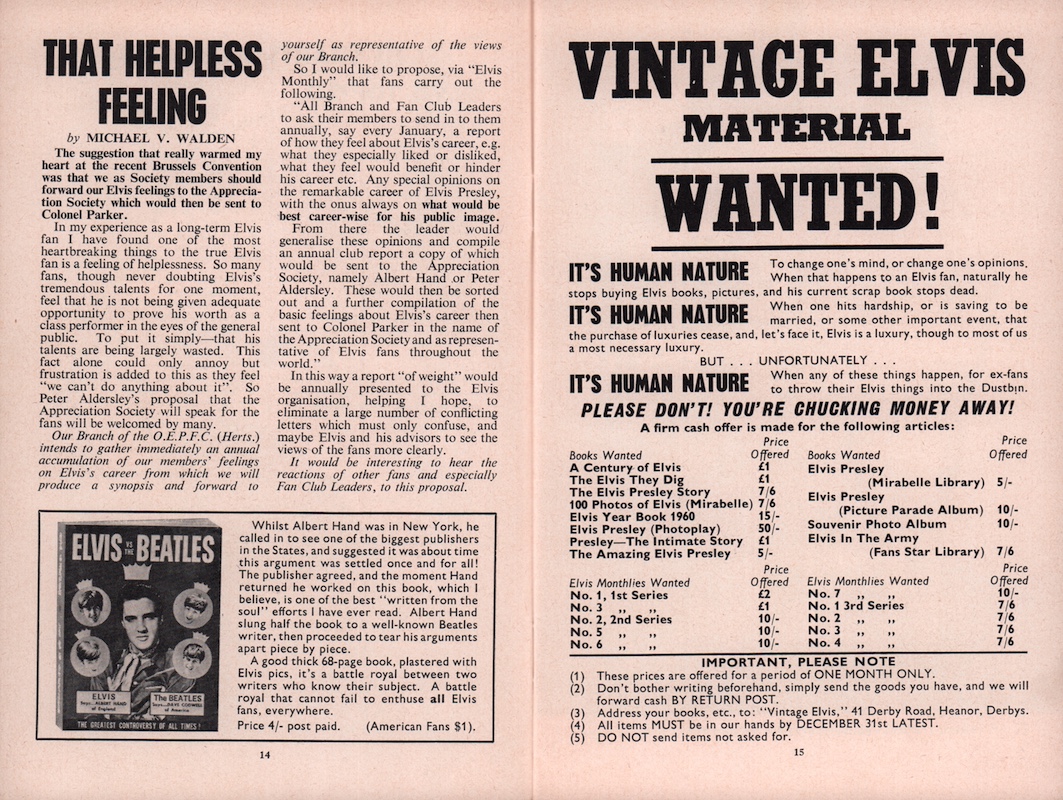 THAT HELPLESS
FEELING
by MICHAEL V. WALDEN
The suggestion that really warmed my
heart at the recent Brussels Convention
was that we as Society members should
forward our Elvis feelings to the Apprecia-
tion Society which would then be sent to
Colonel Parker.
In my experience as a long-term Elvis
fan I have found one of the most
heartbreaking things to the true Elvis
fan is a feeling of helplessness. So many
fans, though never doubting Elvis's
tremendous talents for one moment,
feel that he is not being given adequate
opportunity to prove his worth as a
class performer in the eyes of the general
public. To put it simply—that his
talents are being largely wasted. This
fact alone could only annoy but
frustration is added to this as they feel
"we can't do anything about it". So
Peter Aldersley's proposal that the
Appreciation Society will speak for the
fans will be welcomed by many.
Our Branch of the O.E.P.F.C. (Herts.)
intends to gather immediately an annual
accumulation of our members' feelings
on Elvis's career from which we will
produce a synopsis and forward to
yourself as representative of the views
of our Branch.
So I would like to propose, via "Elvis
Monthly" that fans carry out the
following.
"All Branch and Fan Club Leaders
to ask their members to send in to them
annually, say every January, a report
of how they feel about Elvis's career, e.g.
what they especially liked or disliked,
what they feel would benefit or hinder
his career etc. Any special opinions on
the remarkable career of Elvis Presley,
with the onus always on what would be
best career-wise for his public image.
From there the leader would
generalise these opinions and compile
an annual club report a copy of which
would be sent to the Appreciation
Society, namely Albert Hand or Peter
Aldersley. These would then be sorted
out and a further compilation of the
basic feelings about Elvis's career then
sent to Colonel Parker in the name of
the Appreciation Society and as represen-
tative of Elvis fans throughout the
world."
In this way a report "of weight" would
be annually presented to the Elvis
organisation, helping I hope, to
eliminate a large number of conflicting
letters which must only confuse, and
maybe Elvis and his advisors to see the
views of the fans more clearly.
It would be interesting to hear the
reactions of other fans and especially
Fan Club Leaders, to this proposal.
ELVIS VS THE BEATLES
ELVIS
Says...ALBERT HAND
of England
The BEATLES
Says...DAVE CODWELL
of America
THE GREATEST CONTROVERSY OF ALL TIMES!
Whilst Albert Hand was in New York, he
called in to see one of the biggest publishers
in the States, and suggested it was about time
this argument was settled once and for all!
The publisher agreed, and the moment Hand
returned he worked on this book, which I
believe, is one of the best "written from the
soul" efforts I have ever read. Albert Hand
slung half the book to a well-known Beatles
writer, then proceeded to tear his arguments
apart piece by piece.
A good thick 68-page book, plastered with
Elvis pics, it's a battle royal between two
writers who know their subject. A battle
royal that cannot fail to enthuse all Elvis
fans, everywhere.
Price 4/- post paid. (American Fans $1).
14
VINTAGE ELVIS
MATERIAL
WANTED!
IT'S HUMAN NATURE To change one's mind, or change one's opinions.
When that happens to an Elvis fan, naturally he
stops buying Elvis books, pictures, and his current scrap book stops dead.
IT'S HUMAN NATURE When one hits hardship, or is saving to be
married, or some other important event, that
the purchase of luxuries cease, and, let's face it, Elvis is a luxury, though to most of us
a most necessary luxury.
BUT . . . UNFORTUNATELY . . .
IT'S HUMAN NATURE When any of these things happen, for ex-fans
to throw their Elvis things into the Dustbin.
PLEASE DON'T! YOU'RE CHUCKING MONEY AWAY!
A firm cash offer is made for the following articles:
Price
Books Wanted Offered
A Century of Elvis £1
The Elvis They Dig £1
The Elvis Presley Story 7/6
100 Photos of Elvis (Mirabelle) 7/6
Elvis Year Book 1960 15/-
Elvis Presley (Photoplay) 50/-
Presley—The Intimate Story £1
The Amazing Elvis Presley 5/-
Price
Books Wanted Offered
Elvis Presley
(Mirabelle Library) 5/-
Elvis Presley
(Picture Parade Album) 10/-
Souvenir Photo Album 10/-
Elvis In The Army
(Fans Star Library) 7/6
Price
Elvis Monthlies Wanted Offered
No. 1, 1st Series £2
No. 3 ,, ,, £1
No. 2, 2nd Series 10/-
No. 5 ,, ,, 10/-
No. 6 ,, ,, 10/-
Price
Elvis Monthlies Wanted Offered
No. 7 ,, ,, 10/-
No. 1 3rd Series 7/6
No. 2 ,, ,, 7/6
No. 3 ,, ,, 7/6
No. 4 ,, ,, 7/6
IMPORTANT, PLEASE NOTE
(1) These prices are offered for a period of ONE MONTH ONLY.
(2) Don't bother writing beforehand, simply send the goods you have, and we will
forward cash BY RETURN POST.
(3) Address your books, etc., to: "Vintage Elvis," 41 Derby Road, Heanor, Derbys.
(4) All items MUST be in our hands by DECEMBER 31st LATEST.
(5) DO NOT send items not asked for.
15